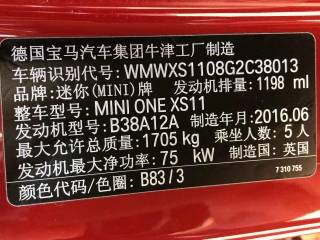 德国宝马汽车集团牛津工厂制造
车辆识别代号: WMWXS1108G2C38013
品牌:迷你(MINI)牌 发动机排量: 1198 ml
整车型号: MINI ONE XS11
发动机型号: B38A12A 制造年月: 2016.06
最大允许总质量: 1705 kg 乘坐人数: 5 人
发动机最大净功率: 75 kW 制造国: 英国
颜色代码/色圈: B83 / 3
7 310 755